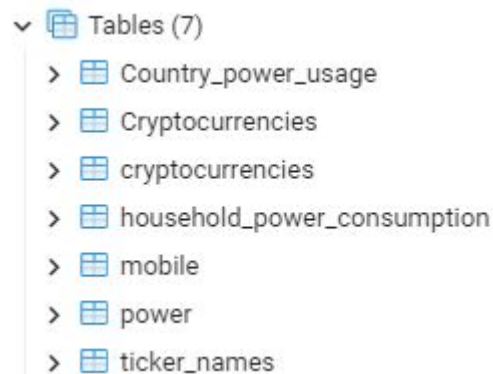 Tables (7)
Country_power_usage
Cryptocurrencies
cryptocurrencies
household_power_consumption
mobile
power
ticker_names